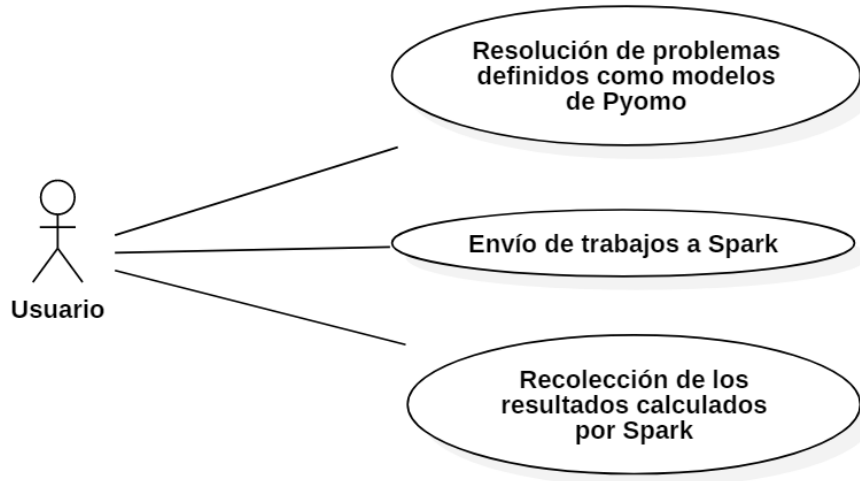 Resolución de problemas
definidos como modelos
de Pyomo
Envío de trabajos a Spark
Usuario
Recolección de los
resultados calculados
por Spark